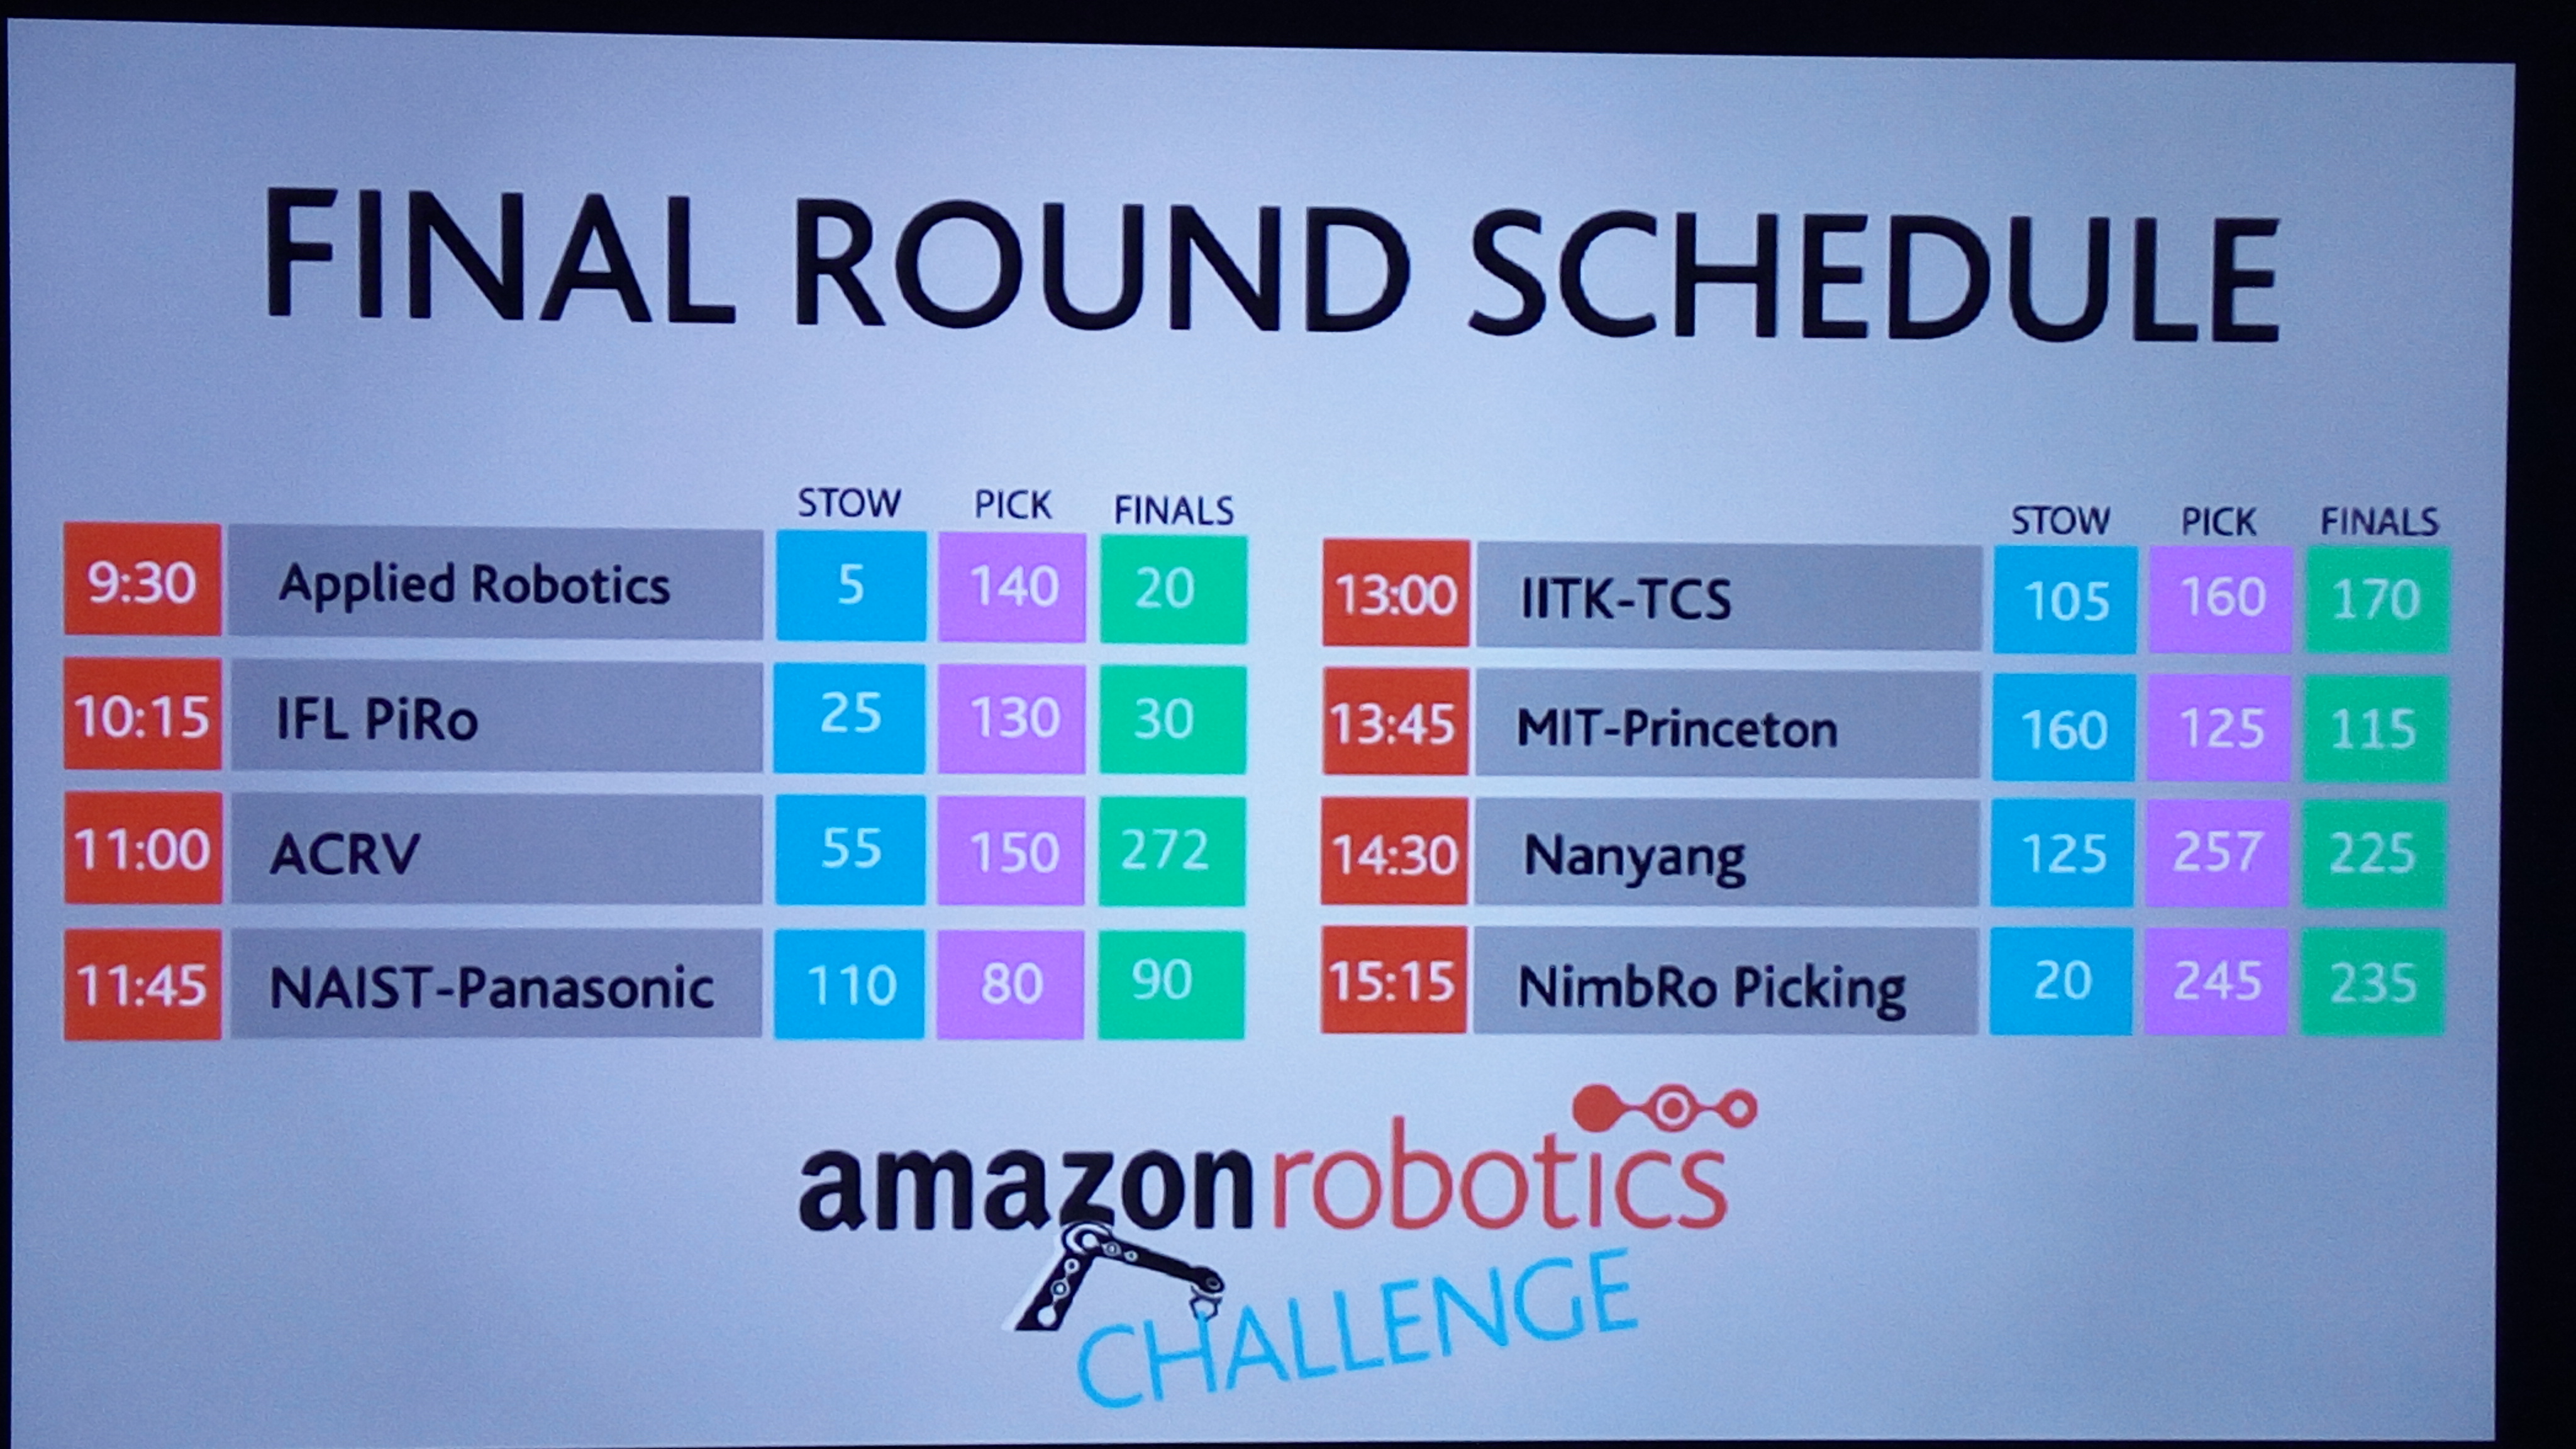 FINAL ROUND SCHEDULE
STOW PICK FINALS
9:30 Applied Robotics 5 140 20
10:15 IFL PiRo 25 130 30
11:00 ACRV 55 150 272
11:45 NAIST-Panasonic 110 80 90
STOW PICK FINALS
13:00 IITK-TCS 105 160 170
13:45 MIT-Princeton 160 125 115
14:30 Nanyang 125 257 225
15:15 NimbRo Picking 20 245 235
amazonrobotics
CHALLENGE